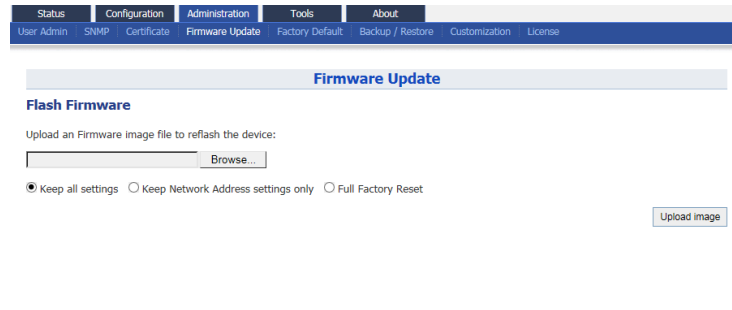 Status Configuration Administration Tools About
User Admin SNMP Certificate Firmware Update Factory Default Backup / Restore Customization License
Firmware Update
Flash Firmware
Upload an Firmware image file to reflash the device:
Browse...
Keep all settings Keep Network Address settings only Full Factory Reset
Upload image